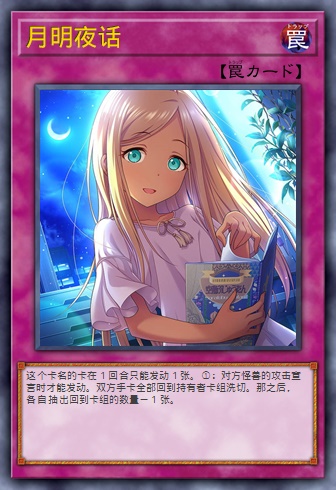 月明夜话
トラップ
罠
【罠カード】
这个卡名的卡在1回合只能发动1张。①：对方怪兽的攻击宣
言时才能发动。双方手卡全部回到持有者卡组洗切。那之后，
各自抽出回到卡组的数量－1张。